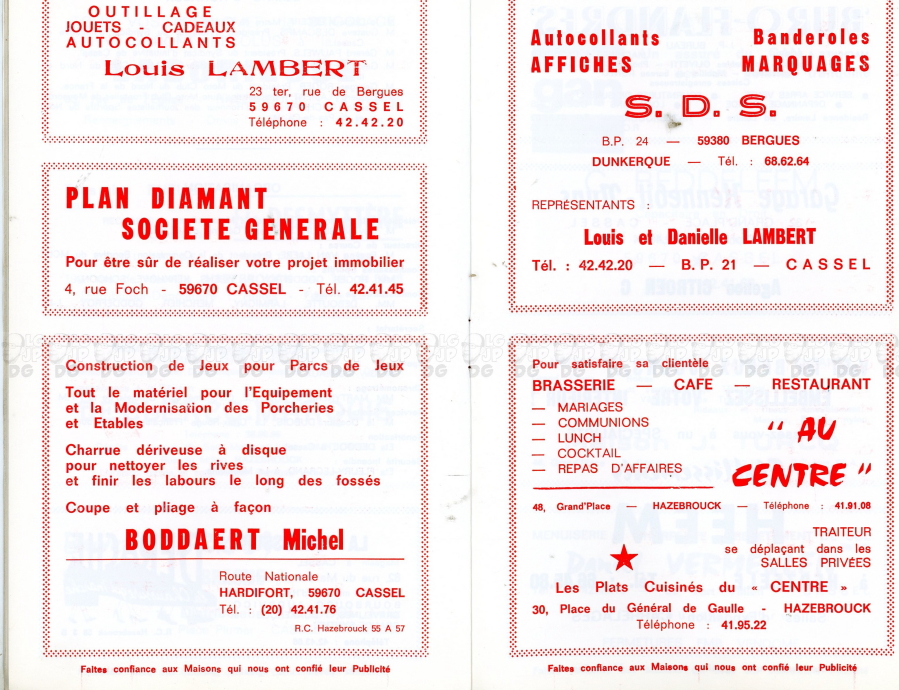 OUTILLAGE
JOUETS - CADEAUX
AUTOCOLLANTS
Louis LAMBERT
23 ter, rue de Bergues
59670 CASSEL
Téléphone : 42.42.20
PLAN DIAMANT
SOCIETE GENERALE
Pour être sûr de réaliser votre projet immobilier
4, rue Foch - 59670 CASSEL - Tél. 42.41.45
Construction de Jeux pour Parcs de Jeux
Tout le matériel pour l'Equipement
et la Modernisation des Porcheries
et Etables
Charrue dériveuse à disque
pour nettoyer les rives
et finir les labours le long des fossés
Coupe et pliage à façon
BODDAERT Michel
Route Nationale
HARDIFORT, 59670 CASSEL
Tél. : (20) 42.41.76
R.C. Hazebrouck 55 A 57
Faites confiance aux Maisons qui nous ont confié leur Publicité
Autocollants Banderoles
AFFICHES MARQUAGES
S. D. S.
B.P. 24 — 59380 BERGUES
DUNKERQUE — Tél. : 68.62.64
REPRÉSENTANTS :
Louis et Danielle LAMBERT
Tél. : 42.42.20 — B.P. 21 — CASSEL
Pour satisfaire sa clientèle
BRASSERIE — CAFE — RESTAURANT
— MARIAGES
— COMMUNIONS
— LUNCH
— COCKTAIL
— REPAS D'AFFAIRES
“ AU
CENTRE ”
48, Grand'Place — HAZEBROUCK — Téléphone : 41.91.08
TRAITEUR
se déplaçant dans les
SALLES PRIVÉES
Les Plats Cuisinés du « CENTRE »
30, Place du Général de Gaulle - HAZEBROUCK
Téléphone : 41.95.22
Faites confiance aux Maisons qui nous ont confié leur Publicité